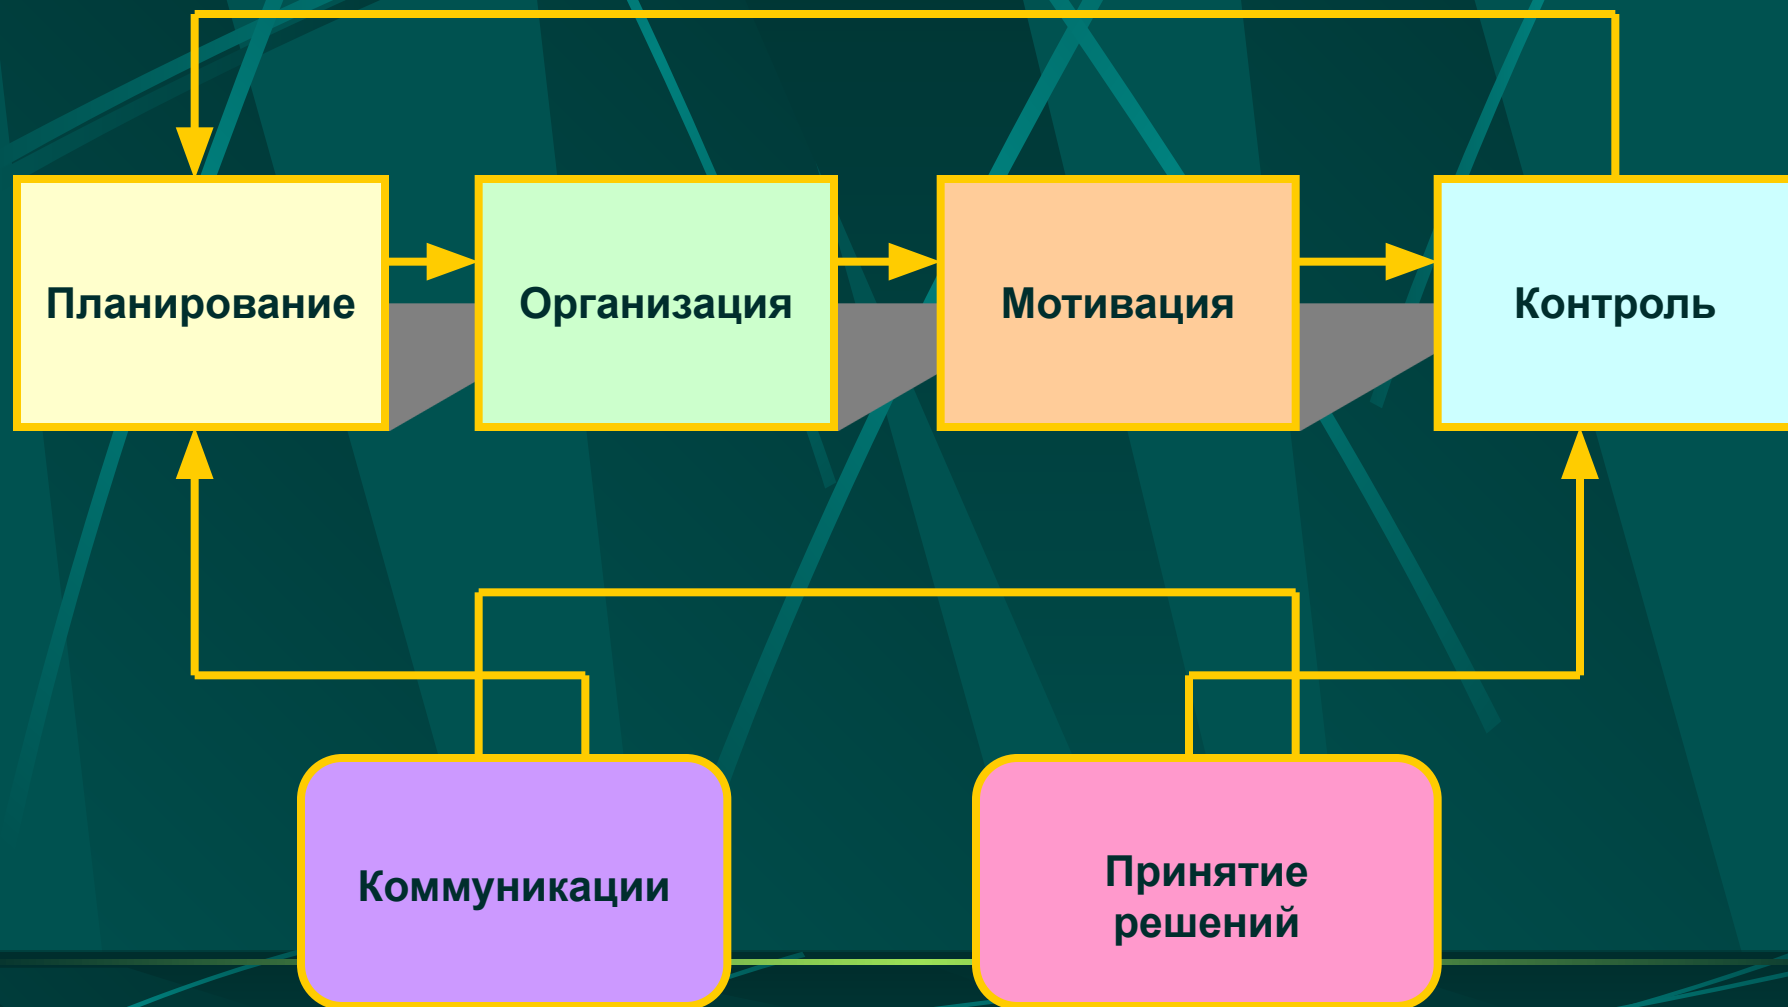 Планирование
Организация
Мотивация
Контроль
Коммуникации
Принятие
решений